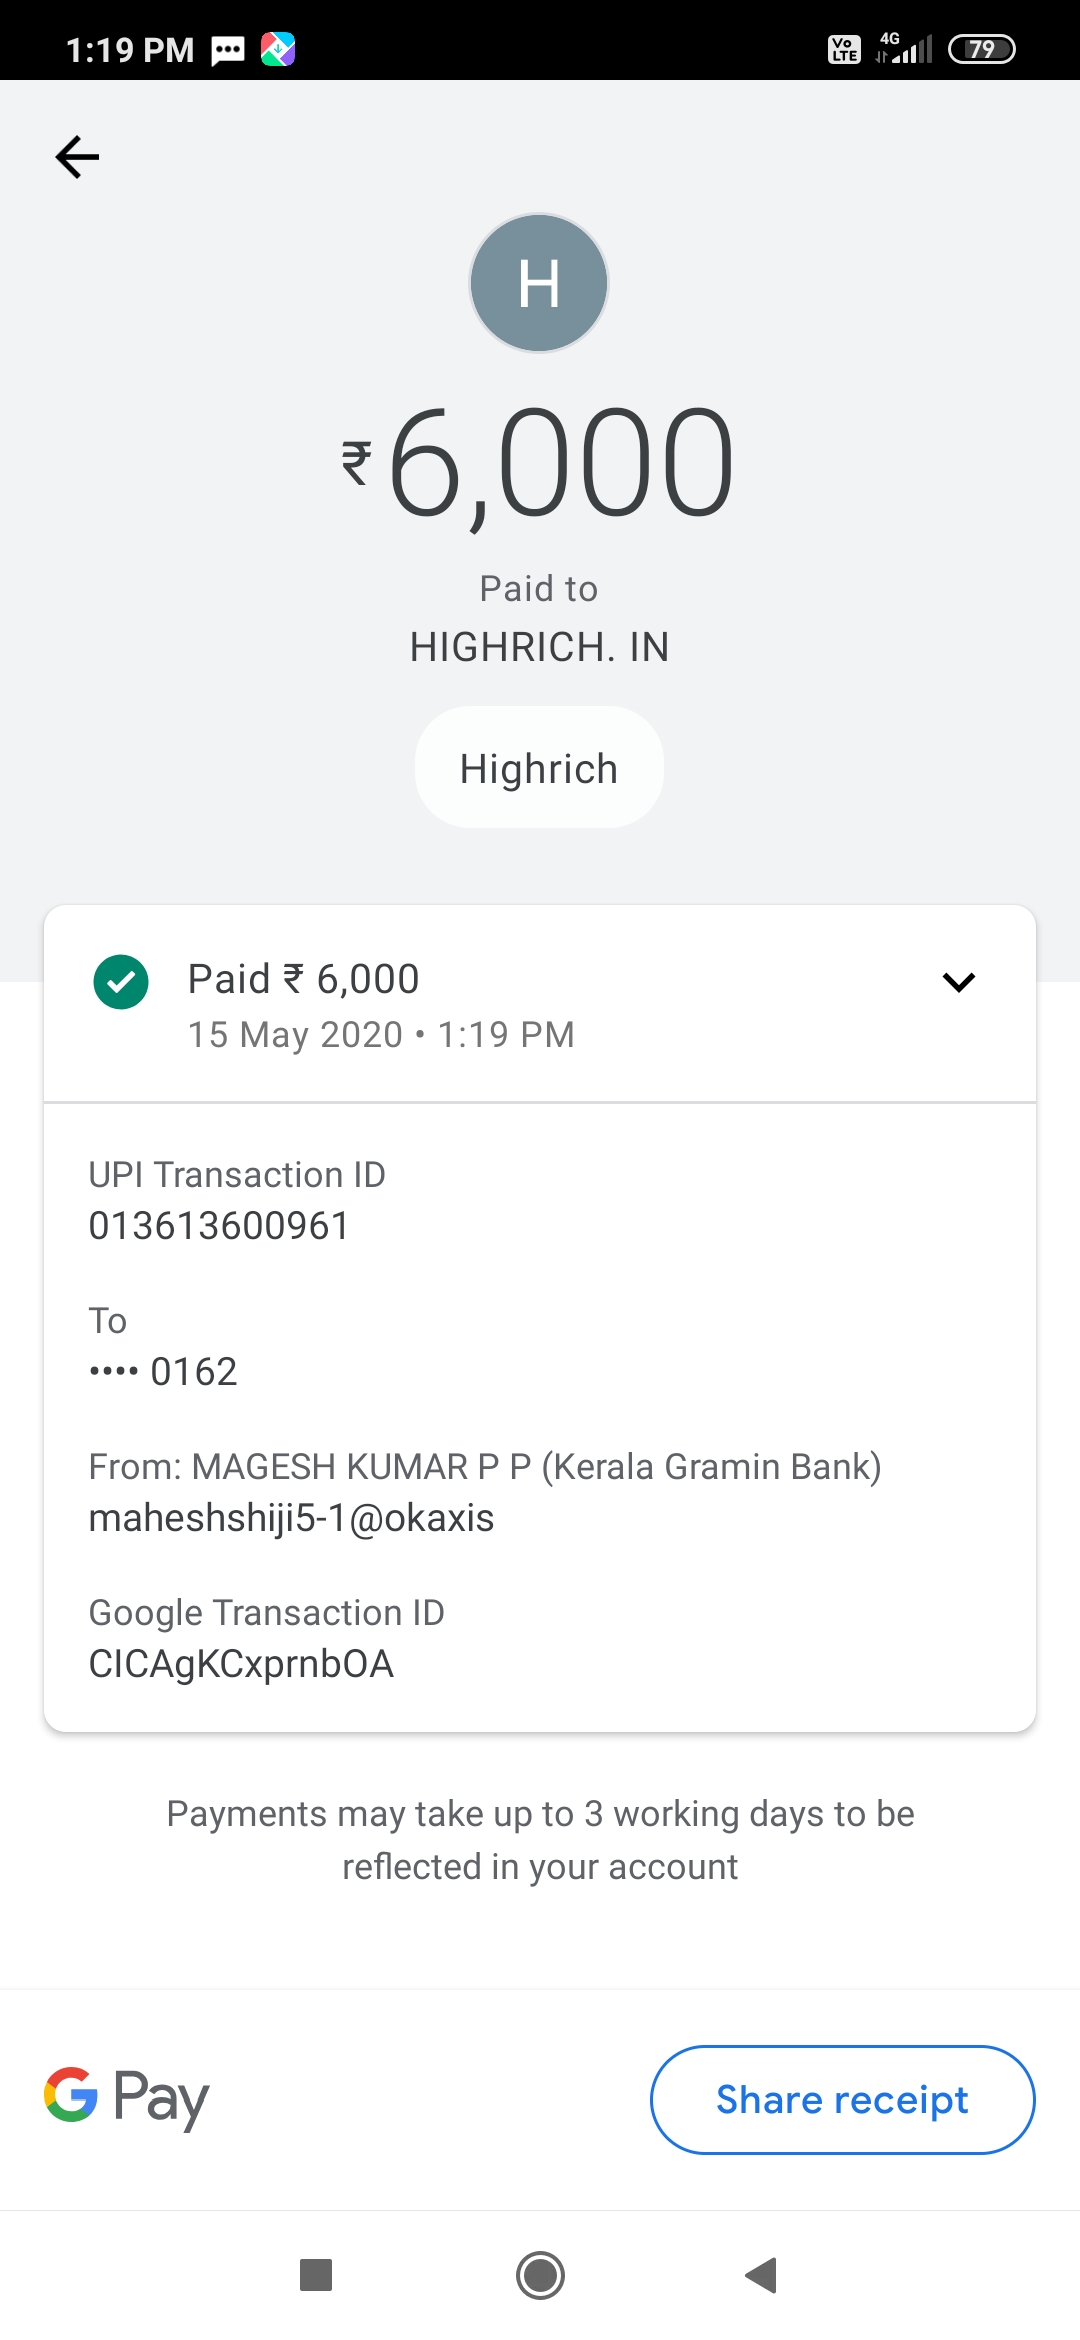 1:19 PM
Vo LTE 4G 79
H
₹6,000
Paid to
HIGHRICH. IN
Highrich
Paid ₹ 6,000
15 May 2020 • 1:19 PM
UPI Transaction ID
013613600961
To
•••• 0162
From: MAGESH KUMAR P P (Kerala Gramin Bank)
maheshshiji5-1@okaxis
Google Transaction ID
CICAgKCxprnbOA
Payments may take up to 3 working days to be
reflected in your account
G Pay
Share receipt